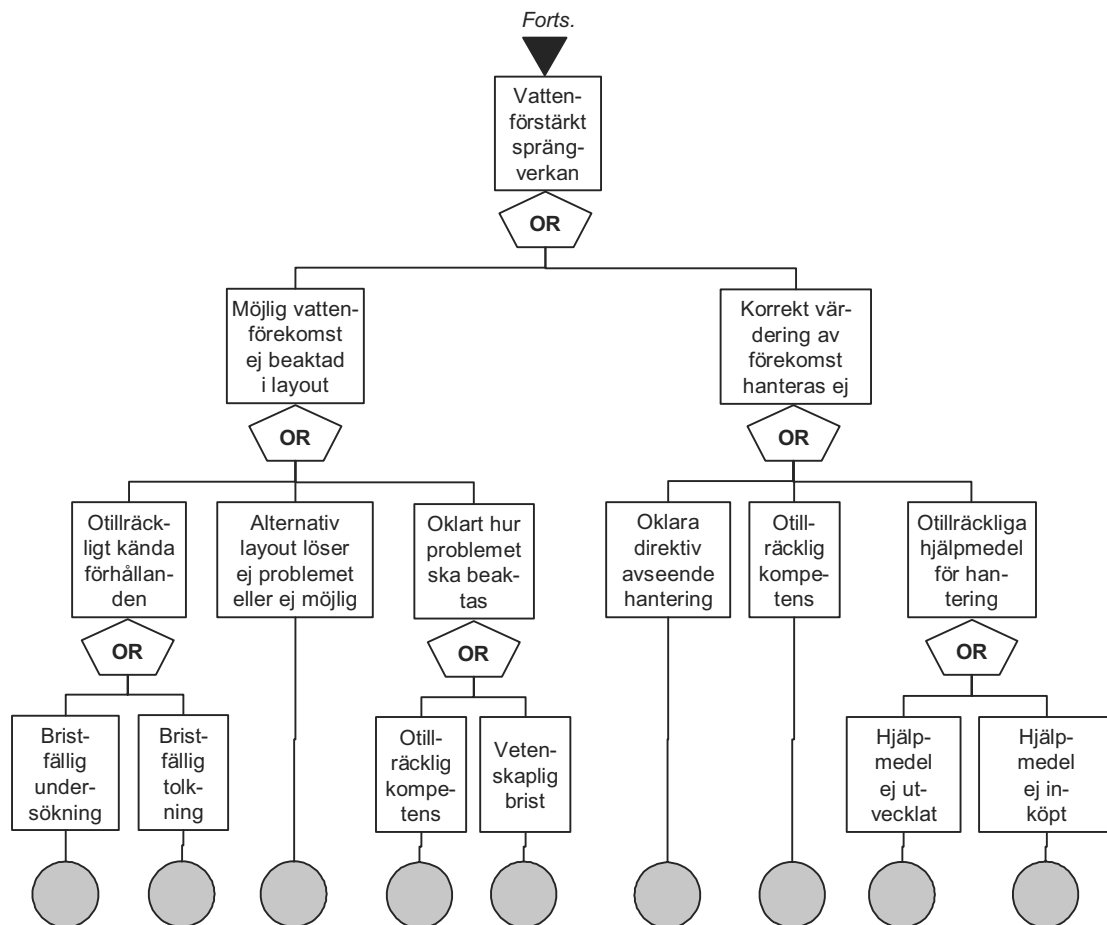 Forts.
Vatten-
förstärkt
spräng-
verkan
OR
Möjlig vatten-
förekomst
ej beaktad
i layout
Korrekt vär-
dering av
förekomst
hanteras ej
OR
OR
Otillräck-
ligt kända
förhållan-
den
Alternativ
layout löser
ej problemet
eller ej möjlig
Oklart hur
problemet
ska beak-
tas
Oklara
direktiv
avseende
hantering
Otill-
räcklig
kompe-
tens
Otillräckliga
hjälpmedel
för han-
tering
OR
OR
OR
Brist-
fällig
under-
sökning
Brist-
fällig
tolk-
ning
Otill-
räcklig
kompe-
tens
Veten-
skaplig
brist
Hjälp-
medel
ej ut-
vecklat
Hjälp-
medel
ej in-
köpt